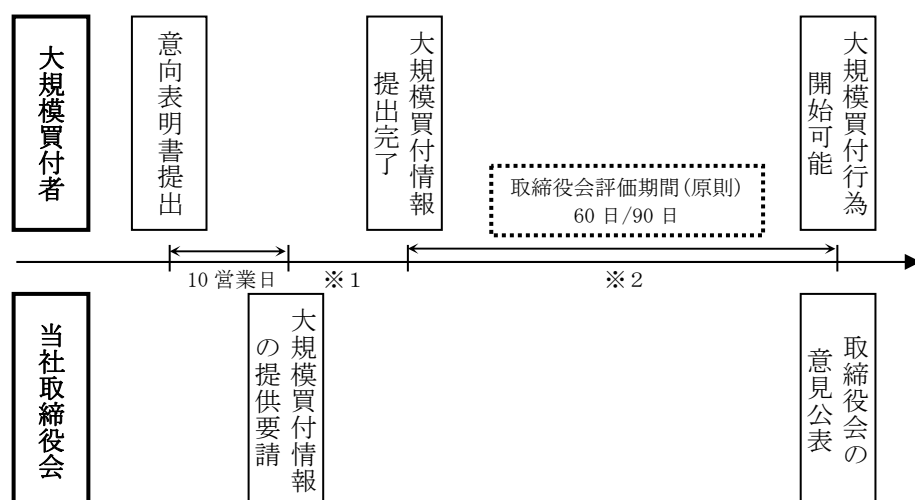 大規模買付者
意向表明書提出
大規模買付情報
提出完了
大規模買付行為
開始可能
取締役会評価期間(原則)
60日/90日
10営業日
※1
※2
当社取締役会
大規模買付情報
の提供要請
取締役会の
意見公表